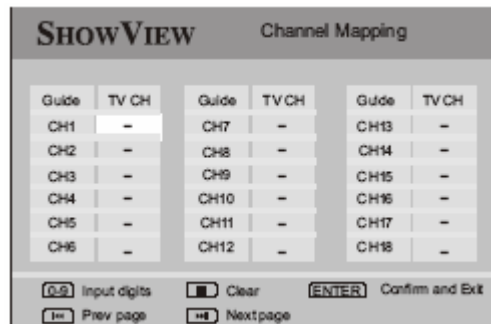 SHOWVIEW Channel Mapping
Guide TV CH Guide TV CH Guide TV CH
CH1 – CH7 – CH13 –
CH2 – CH8 – CH14 –
CH3 – CH9 – CH15 –
CH4 – CH10 – CH16 –
CH5 – CH11 – CH17 –
CH6 – CH12 – CH18 –
0-9 Input digits Clear ENTER Confirm and Exit
Prev page Next page